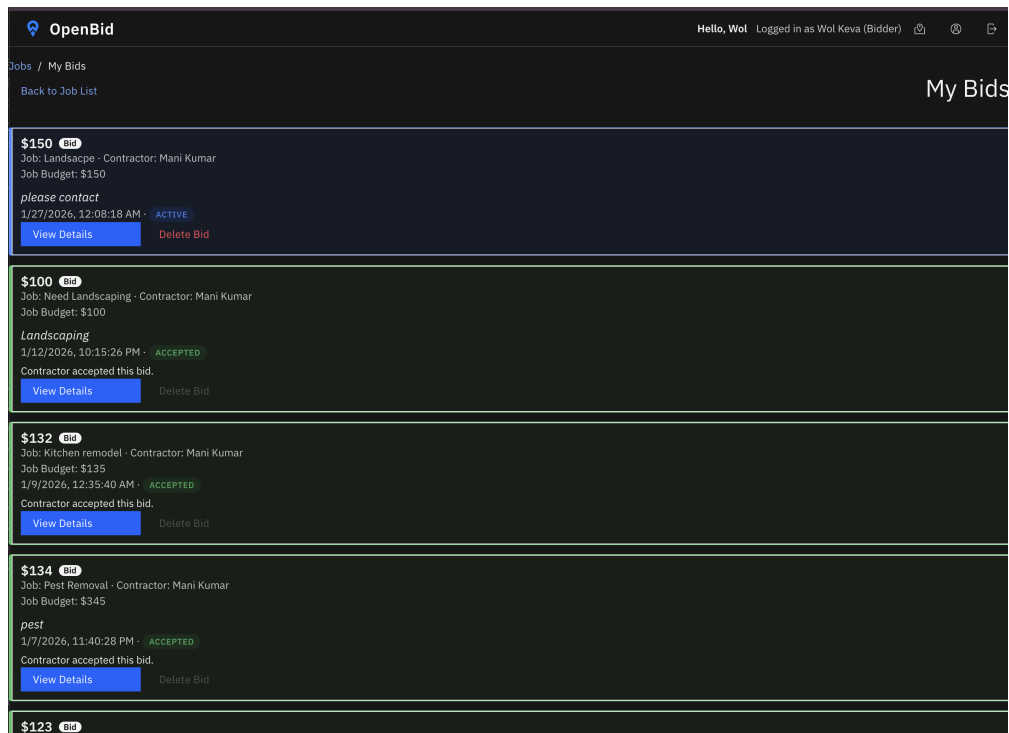 OpenBid
Hello, Wol Logged in as Wol Keva (Bidder)
Jobs / My Bids
Back to Job List
My Bids
$150 Bid
Job: Landsacpe · Contractor: Mani Kumar
Job Budget: $150
please contact
1/27/2026, 12:08:18 AM · ACTIVE
View Details Delete Bid
$100 Bid
Job: Need Landscaping · Contractor: Mani Kumar
Job Budget: $100
Landscaping
1/12/2026, 10:15:26 PM · ACCEPTED
Contractor accepted this bid.
View Details Delete Bid
$132 Bid
Job: Kitchen remodel · Contractor: Mani Kumar
Job Budget: $135
1/9/2026, 12:35:40 AM · ACCEPTED
Contractor accepted this bid.
View Details Delete Bid
$134 Bid
Job: Pest Removal · Contractor: Mani Kumar
Job Budget: $345
pest
1/7/2026, 11:40:28 PM · ACCEPTED
Contractor accepted this bid.
View Details Delete Bid
$123 Bid